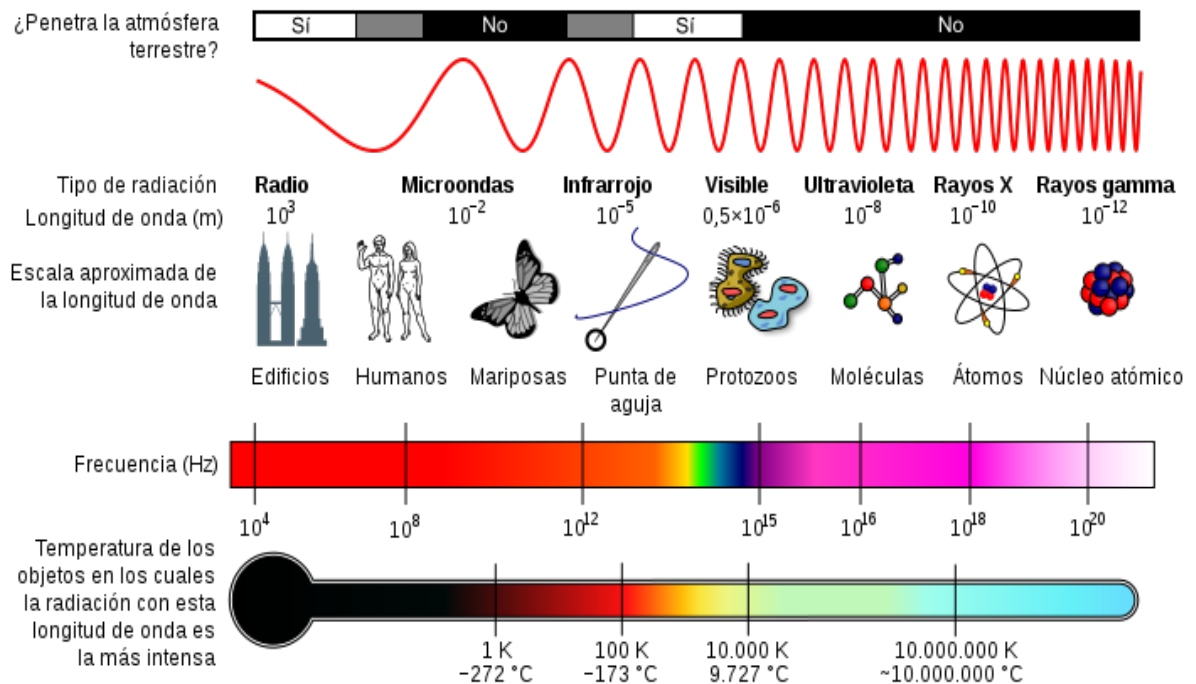 ¿Penetra la atmósfera
terrestre?
Sí No Sí No
Tipo de radiación Radio Microondas Infrarrojo Visible Ultravioleta Rayos X Rayos gamma
Longitud de onda (m) 10³ 10⁻² 10⁻⁵ 0,5×10⁻⁶ 10⁻⁸ 10⁻¹⁰ 10⁻¹²
Escala aproximada de
la longitud de onda
Edificios Humanos Mariposas Punta de Protozoos Moléculas Átomos Núcleo atómico
aguja
Frecuencia (Hz)
10⁴ 10⁸ 10¹² 10¹⁵ 10¹⁶ 10¹⁸ 10²⁰
Temperatura de los
objetos en los cuales
la radiación con esta
longitud de onda es
la más intensa
1 K 100 K 10.000 K 10.000.000 K
−272 °C −173 °C 9.727 °C ~10.000.000 °C